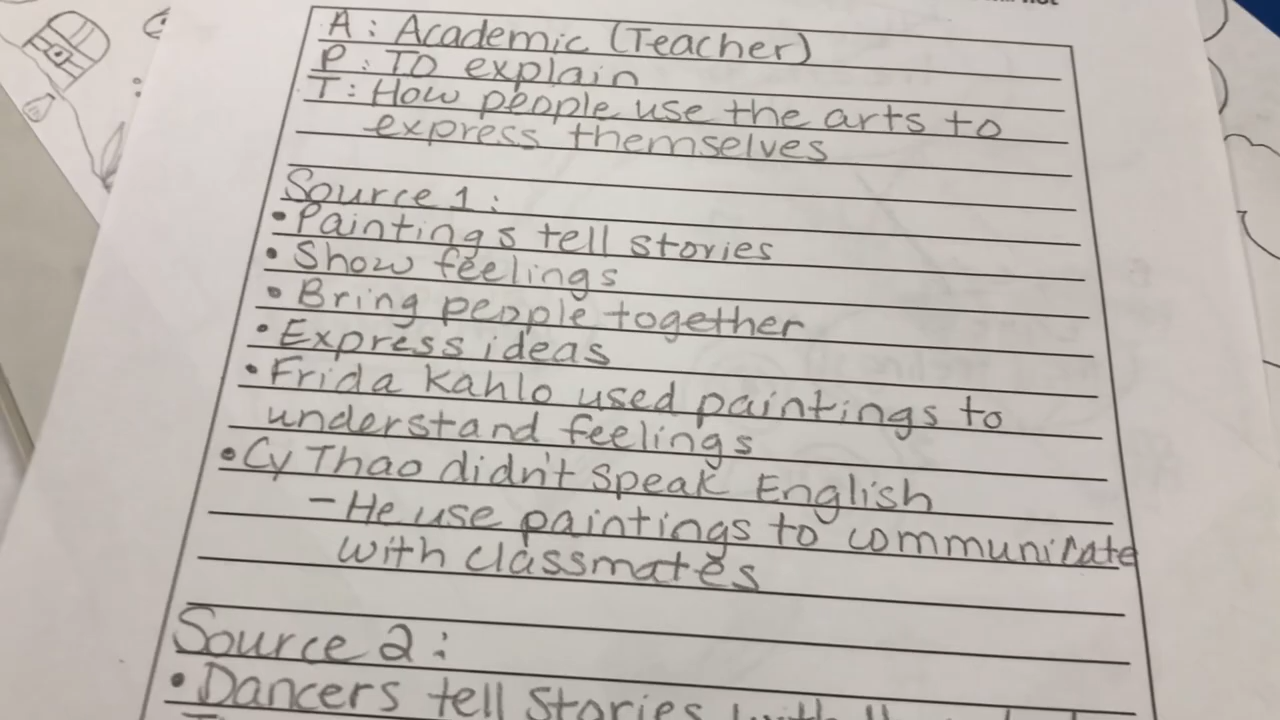 A: Academic (Teacher)
P: To explain
T: How people use the arts to
express themselves
Source 1:
• Paintings tell stories
• Show feelings
• Bring people together
• Express ideas
• Frida Kahlo used paintings to
understand feelings
• Cy Thao didn't speak English
- He use paintings to communicate
with classmates
Source 2:
• Dancers tell stories with